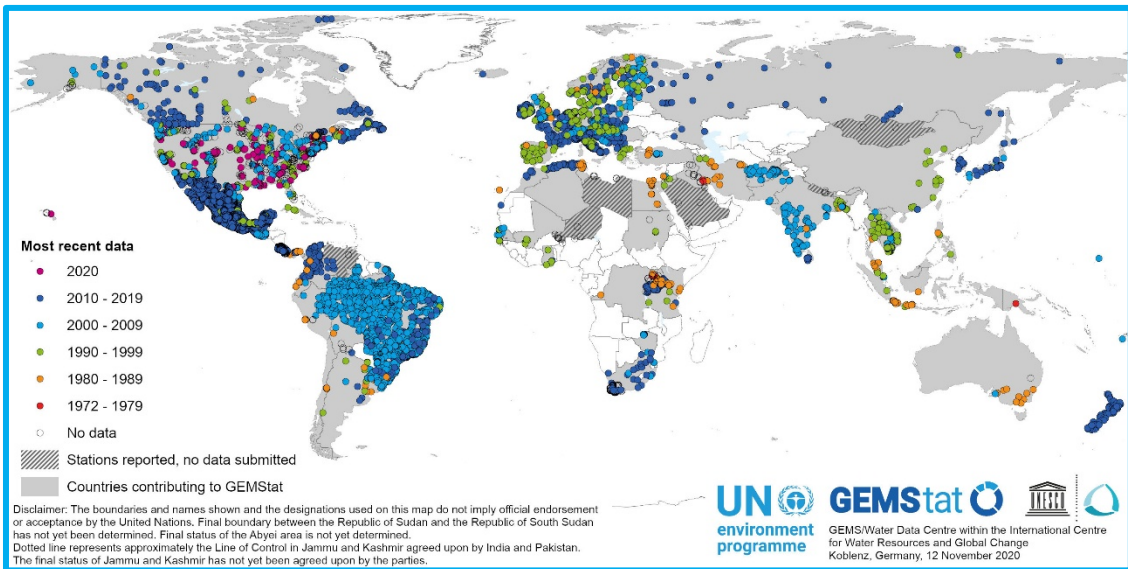 Most recent data
2020
2010 - 2019
2000 - 2009
1990 - 1999
1980 - 1989
1972 - 1979
No data
Stations reported, no data submitted
Countries contributing to GEMStat
Disclaimer: The boundaries and names shown and the designations used on this map do not imply official endorsement
or acceptance by the United Nations. Final boundary between the Republic of Sudan and the Republic of South Sudan
has not yet been determined. Final status of the Abyei area is not yet determined.
Dotted line represents approximately the Line of Control in Jammu and Kashmir agreed upon by India and Pakistan.
The final status of Jammu and Kashmir has not yet been agreed upon by the parties.
UN
environment
programme
GEMStat
UNESCO
GEMS/Water Data Centre within the International Centre
for Water Resources and Global Change
Koblenz, Germany, 12 November 2020